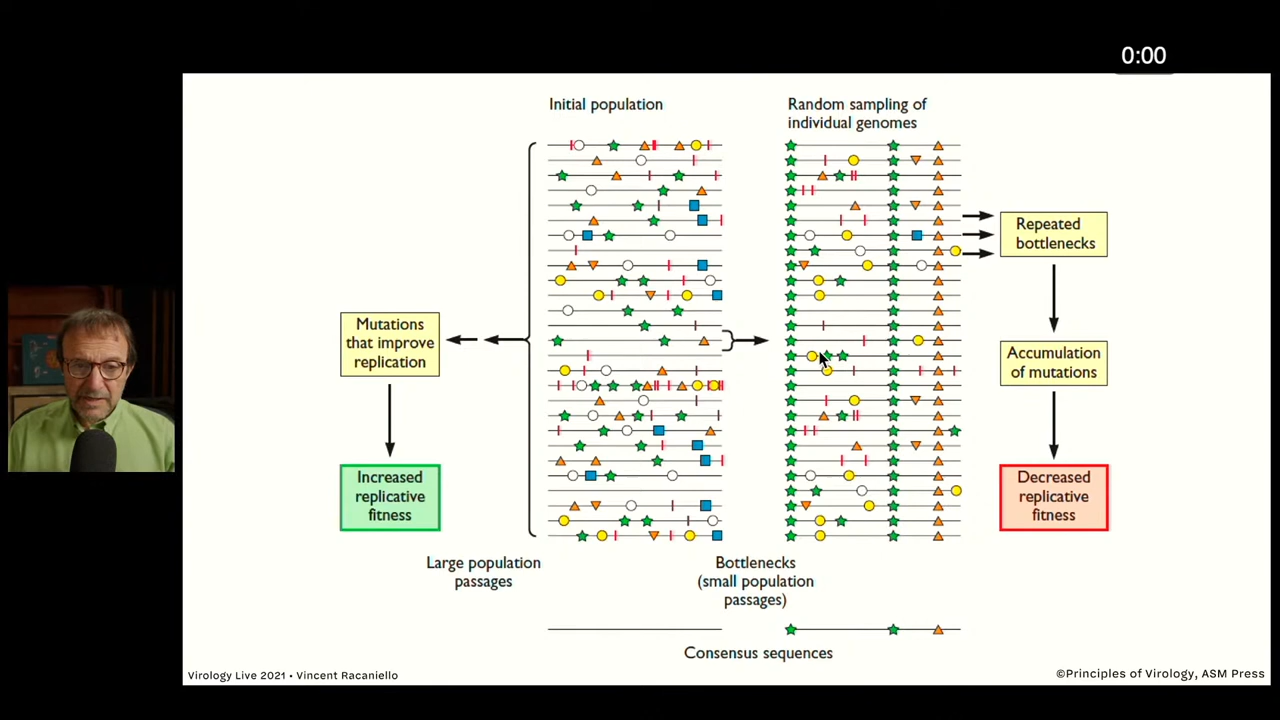 0:00
Initial population
Random sampling of
individual genomes
Repeated
bottlenecks
Mutations
that improve
replication
Accumulation
of mutations
Increased
replicative
fitness
Decreased
replicative
fitness
Large population
passages
Bottlenecks
(small population
passages)
Consensus sequences
Virology Live 2021 • Vincent Racaniello
©Principles of Virology, ASM Press